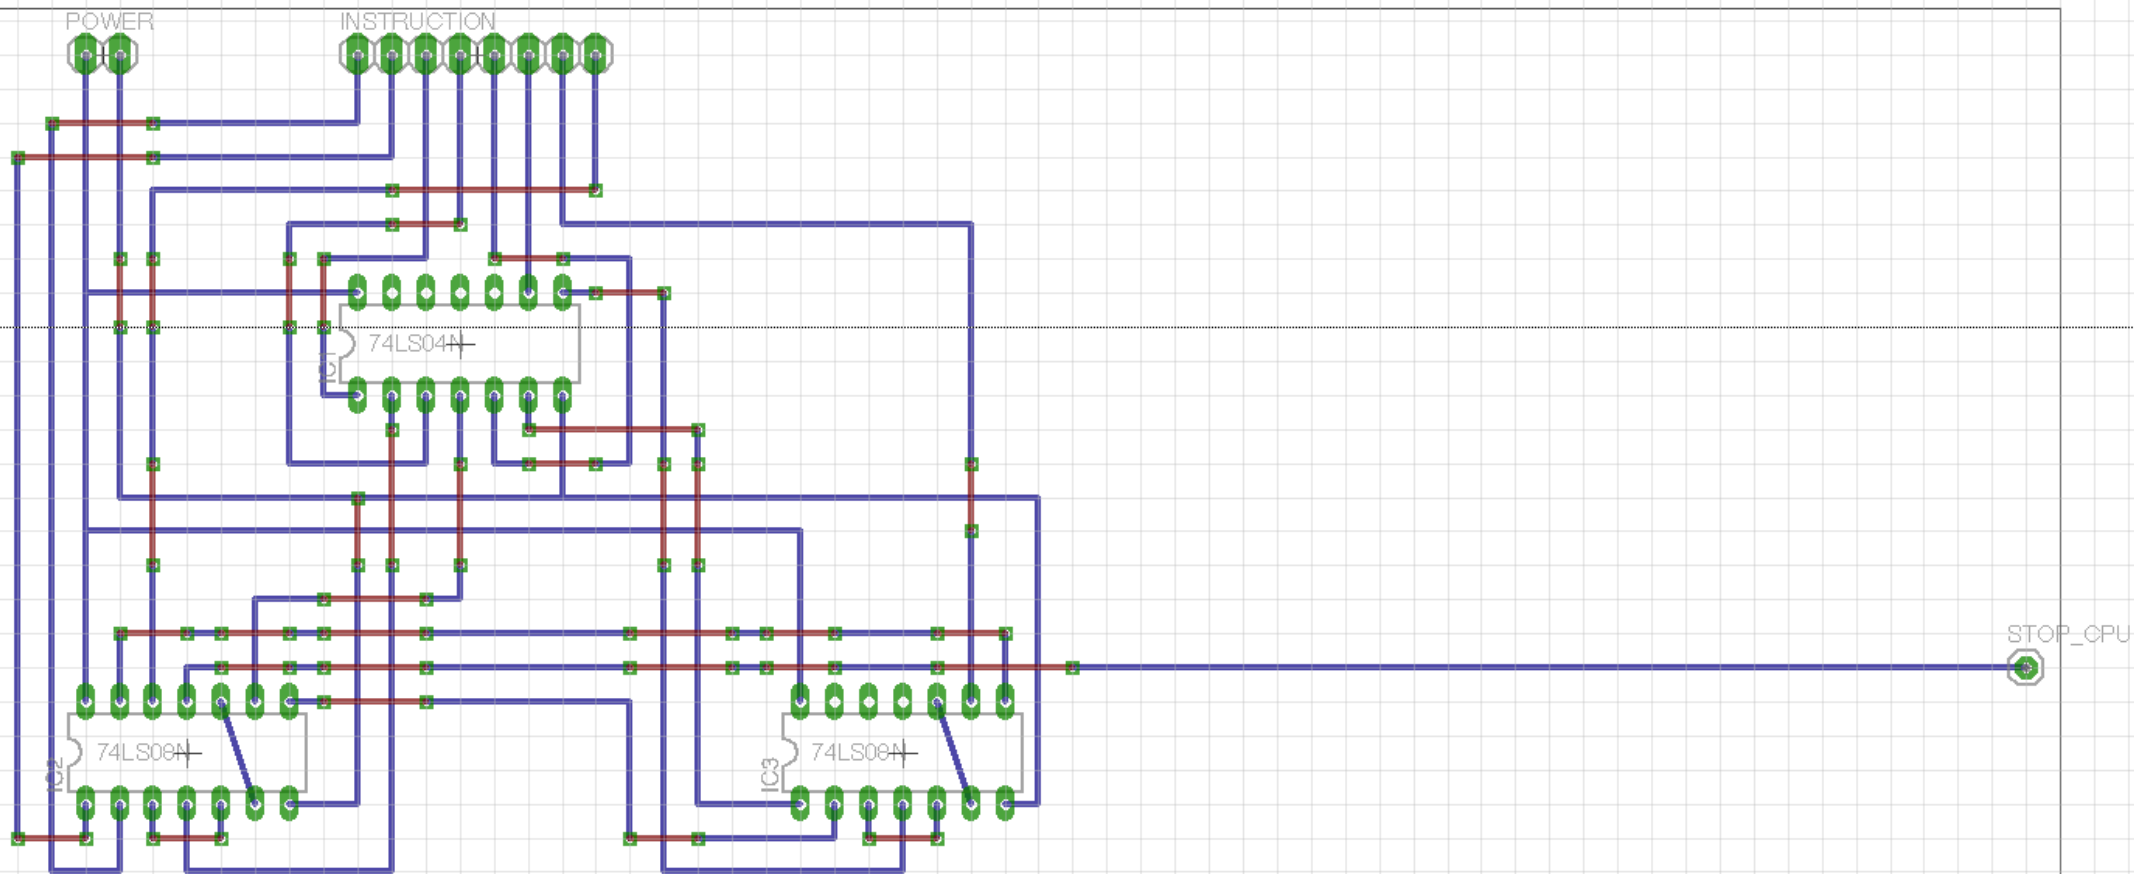 POWER
INSTRUCTION
74LS04N
IC1
STOP_CPU
74LS08N
IC2
74LS08N
IC3